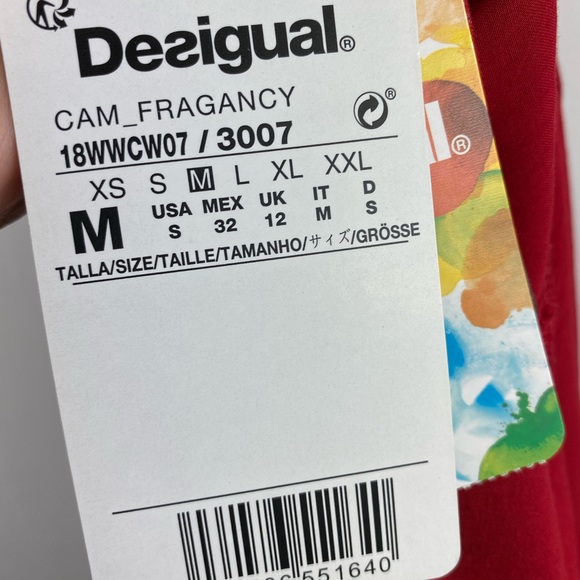 Desigual®
CAM_FRAGANCY
®
18WWCW07 / 3007
XS S M L XL XXL
M USA MEX UK IT D
S 32 12 M S
TALLA/SIZE/TAILLE/TAMANHO/サイズ/GRÖSSE
551640
al®